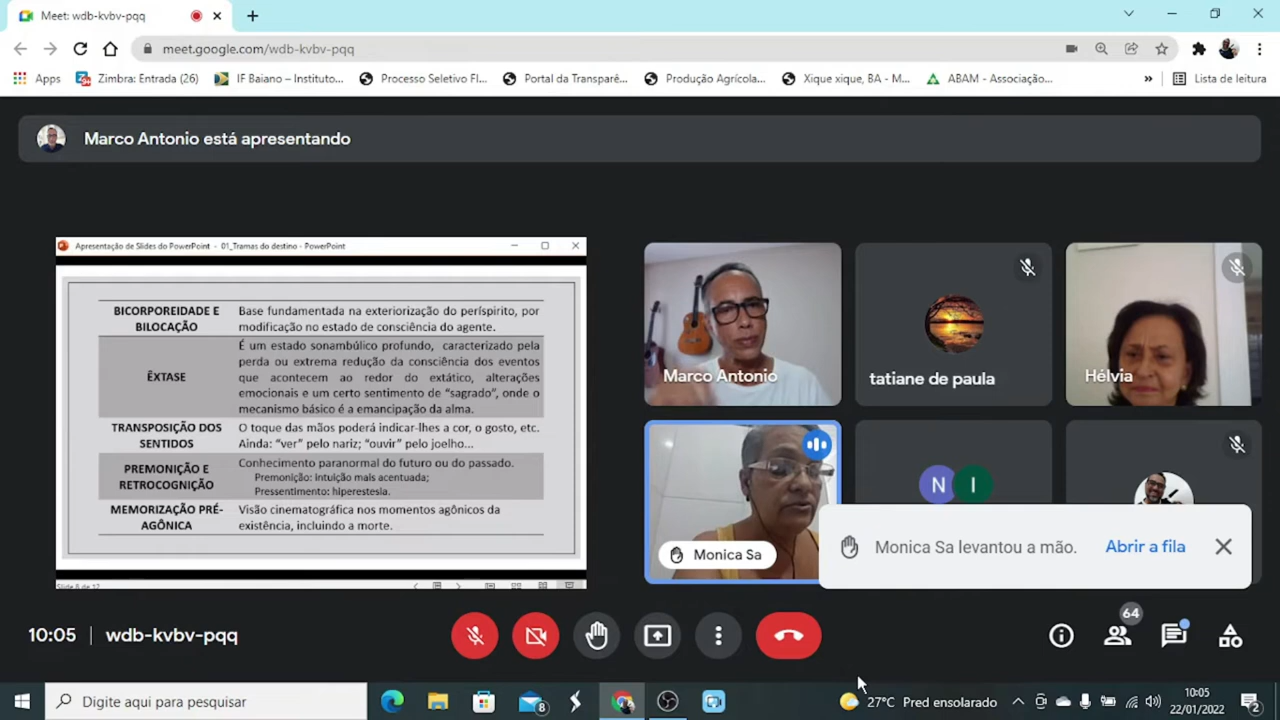 Meet: wdb-kvbv-pqq
meet.google.com/wdb-kvbv-pqq
Apps
Zimbra: Entrada (26)
IF Baiano – Instituto...
Processo Seletivo Fl...
Portal da Transparê...
Produção Agrícola...
Xique xique, BA - M...
ABAM - Associação...
»
Lista de leitura
Marco Antonio está apresentando
Apresentação de Slides do PowerPoint - 01_Tramas do destino - PowerPoint
BICORPOREIDADE E
BILOCAÇÃO
Base fundamentada na exteriorização do períspirito, por
modificação no estado de consciência do agente.
ÊXTASE
É um estado sonambúlico profundo, caracterizado pela
perda ou extrema redução da consciência dos eventos
que acontecem ao redor do extático, alterações
emocionais e um certo sentimento de “sagrado”, onde o
mecanismo básico é a emancipação da alma.
TRANSPOSIÇÃO DOS
SENTIDOS
O toque das mãos poderá indicar-lhes a cor, o gosto, etc.
Ainda: “ver” pelo nariz; “ouvir” pelo joelho...
PREMONIÇÃO E
RETROCOGNIÇÃO
Conhecimento paranormal do futuro ou do passado.
Premonição: intuição mais acentuada;
Pressentimento: hiperestesia.
MEMORIZAÇÃO PRÉ-
AGÔNICA
Visão cinematográfica nos momentos agônicos da
existência, incluindo a morte.
Marco Antonio
tatiane de paula
Hélvia
Monica Sa
N
I
Monica Sa levantou a mão.
Abrir a fila
10:05
wdb-kvbv-pqq
64
Digite aqui para pesquisar
8
27°C Pred ensolarado
10:05
22/01/2022
2